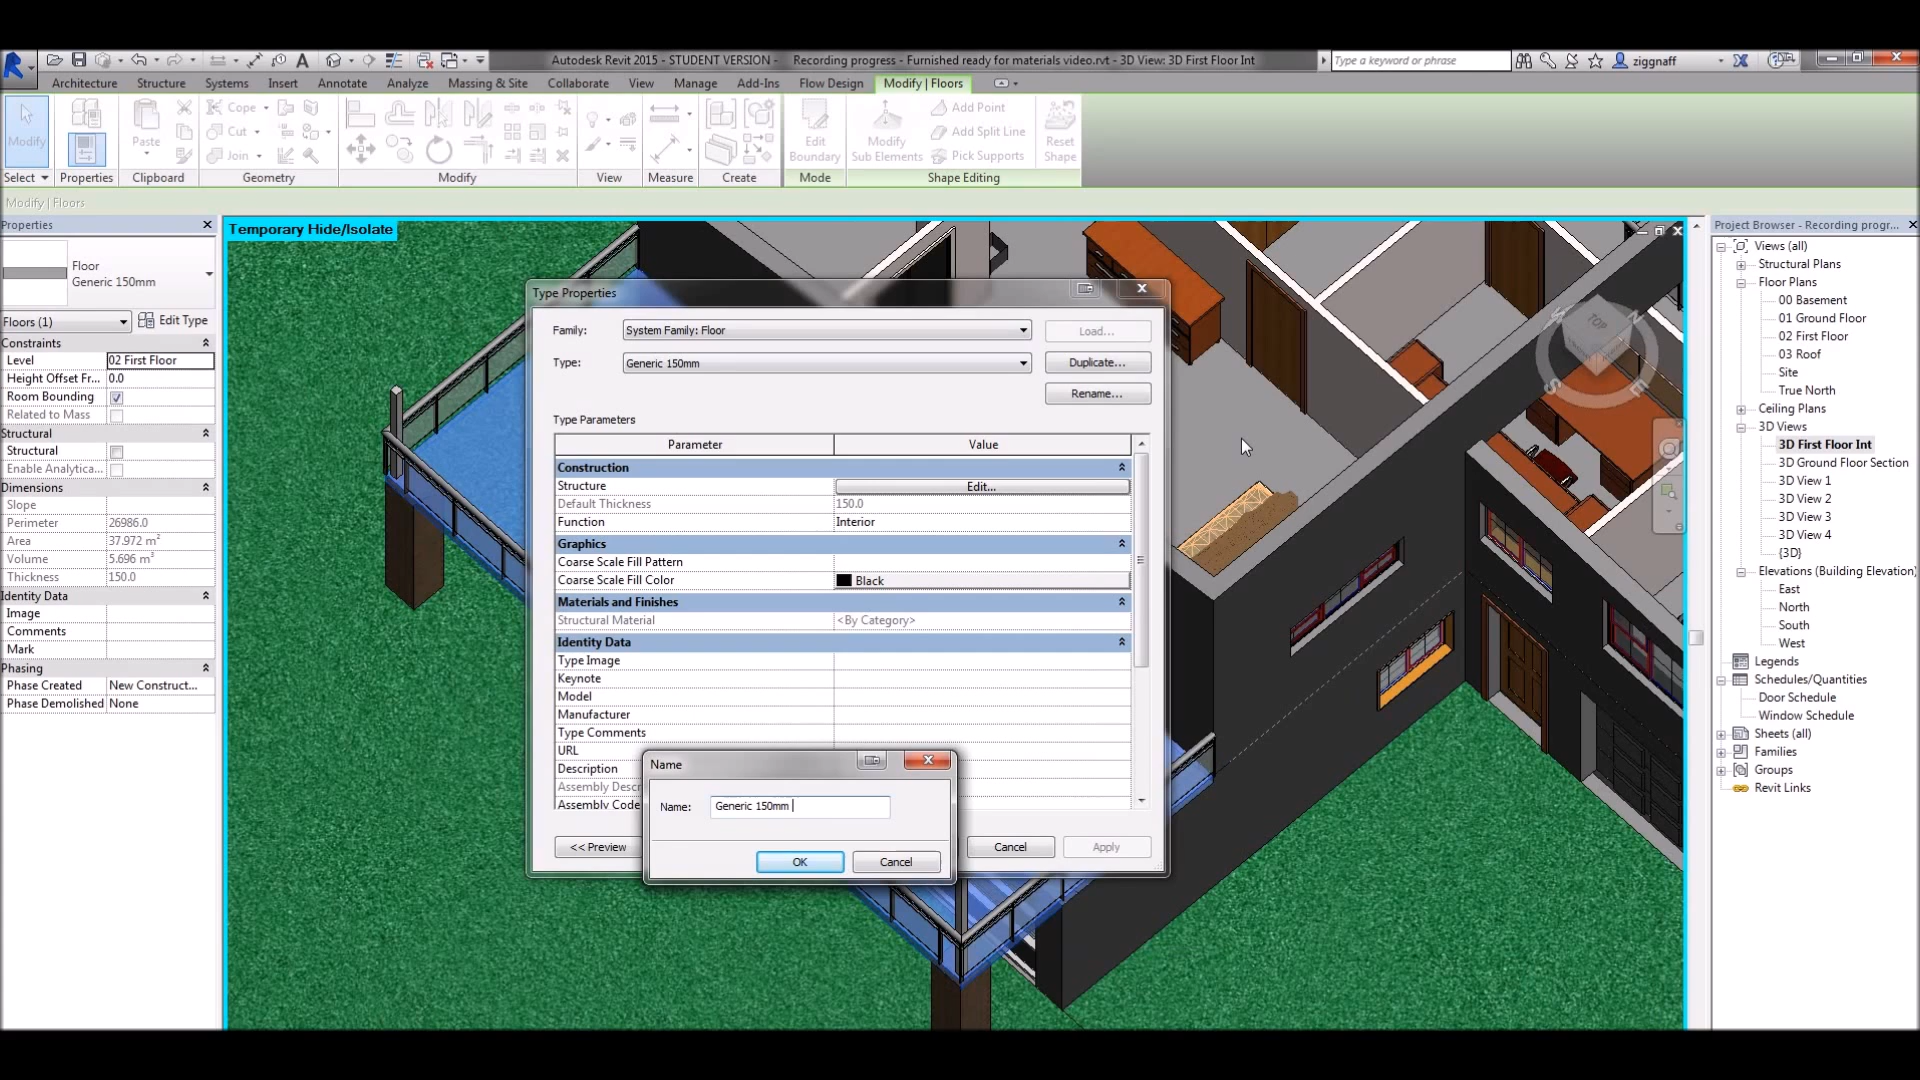 Autodesk Revit 2015 - STUDENT VERSION - Recording progress - Furnished ready for materials video.rvt - 3D View: 3D First Floor Int
Type a keyword or phrase
ziggnaff
Architecture Structure Systems Insert Annotate Analyze Massing & Site Collaborate View Manage Add-Ins Flow Design Modify | Floors
Modify
Paste
Cope
Cut
Join
Edit Boundary
Modify Sub Elements
Add Point
Add Split Line
Pick Supports
Reset Shape
Select Properties Clipboard Geometry Modify View Measure Create Mode Shape Editing
Modify | Floors
Properties
Floor
Generic 150mm
Floors (1)
Edit Type
Constraints
Level 02 First Floor
Height Offset Fr... 0.0
Room Bounding
Related to Mass
Structural
Structural
Enable Analytica...
Dimensions
Slope
Perimeter 26986.0
Area 37.972 m²
Volume 5.696 m³
Thickness 150.0
Identity Data
Image
Comments
Mark
Phasing
Phase Created New Construct...
Phase Demolished None
Temporary Hide/Isolate
TOP
Type Properties
Family: System Family: Floor Load...
Type: Generic 150mm Duplicate...
Rename...
Type Parameters
Parameter Value
Construction
Structure Edit...
Default Thickness 150.0
Function Interior
Graphics
Coarse Scale Fill Pattern
Coarse Scale Fill Color Black
Materials and Finishes
Structural Material <By Category>
Identity Data
Type Image
Keynote
Model
Manufacturer
Type Comments
URL
Description
Assembly Descr
Assembly Code
<< Preview Cancel Apply
Name
Name: Generic 150mm
OK Cancel
Project Browser - Recording progr...
Views (all)
Structural Plans
Floor Plans
00 Basement
01 Ground Floor
02 First Floor
03 Roof
Site
True North
Ceiling Plans
3D Views
3D First Floor Int
3D Ground Floor Section
3D View 1
3D View 2
3D View 3
3D View 4
{3D}
Elevations (Building Elevation)
East
North
South
West
Legends
Schedules/Quantities
Door Schedule
Window Schedule
Sheets (all)
Families
Groups
Revit Links